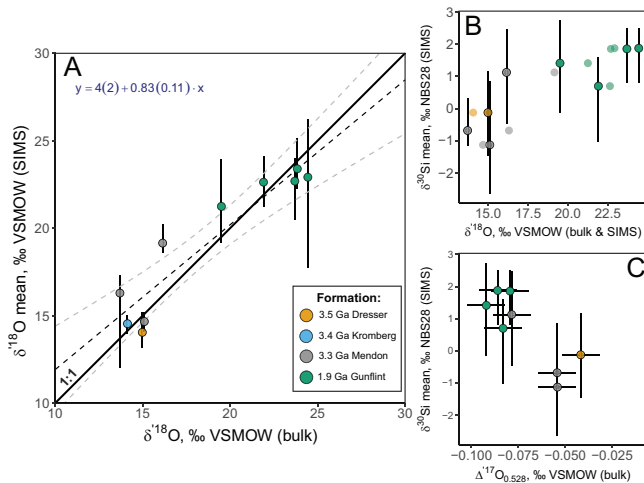 A
y = 4(2) + 0.83(0.11) · x
30
25
20
15
10
10
15
20
25
30
1:1
δ'¹⁸O mean, ‰ VSMOW (SIMS)
δ'¹⁸O, ‰ VSMOW (bulk)
Formation:
3.5 Ga Dresser
3.4 Ga Kromberg
3.3 Ga Mendon
1.9 Ga Gunflint
B
δ³⁰Si mean, ‰ NBS28 (SIMS)
3
2
1
0
−1
−2
15.0
17.5
20.0
22.5
δ'¹⁸O, ‰ VSMOW (bulk & SIMS)
C
δ³⁰Si mean, ‰ NBS28 (SIMS)
3
2
1
0
−1
−2
−0.100
−0.075
−0.050
−0.025
Δ'¹⁷O₀.₅₂₈, ‰ VSMOW (bulk)